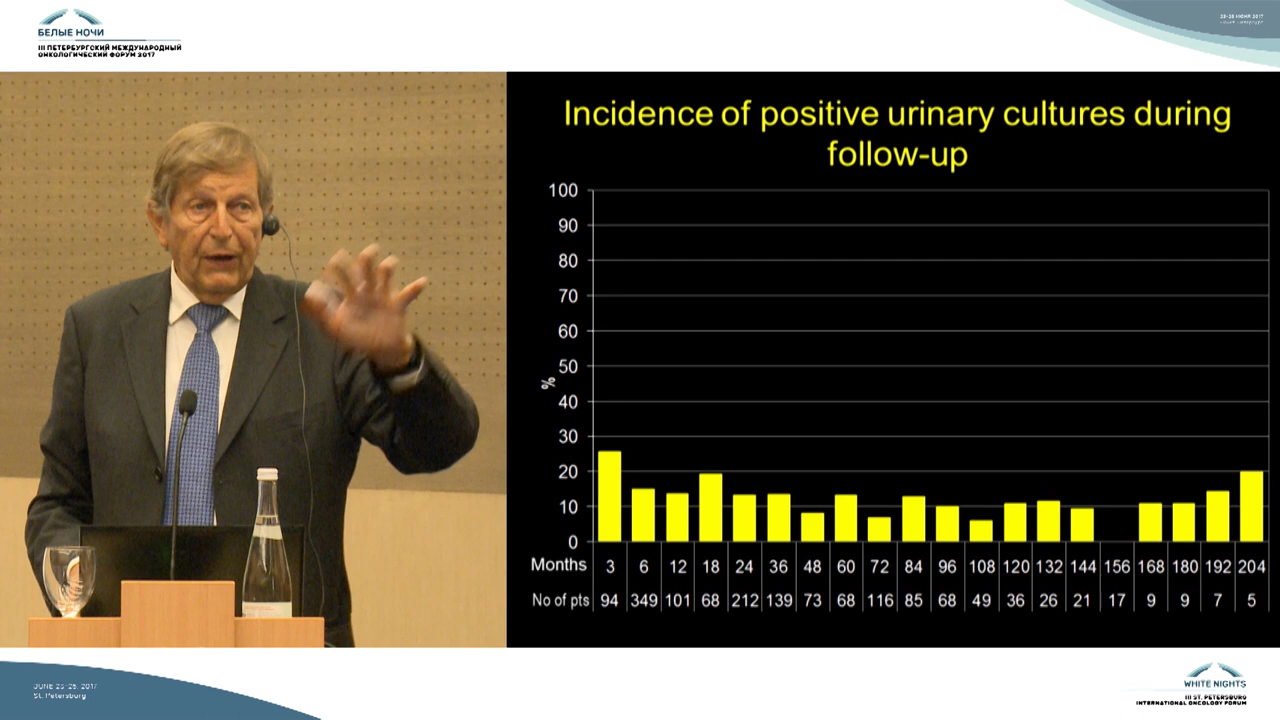 БЕЛЫЕ НОЧИ
III ПЕТЕРБУРГСКИЙ МЕЖДУНАРОДНЫЙ
ОНКОЛОГИЧЕСКИЙ ФОРУМ 2017
Incidence of positive urinary cultures during
follow-up
100
90
80
70
60
50
%
40
30
20
10
0
Months 3 6 12 18 24 36 48 60 72 84 96 108 120 132 144 156 168 180 192 204
No of pts 94 349 101 68 212 139 73 68 116 85 68 49 36 26 21 17 9 9 7 5
St. Petersburg
WHITE NIGHTS
III ST. PETERSBURG
INTERNATIONAL ONCOLOGY FORUM